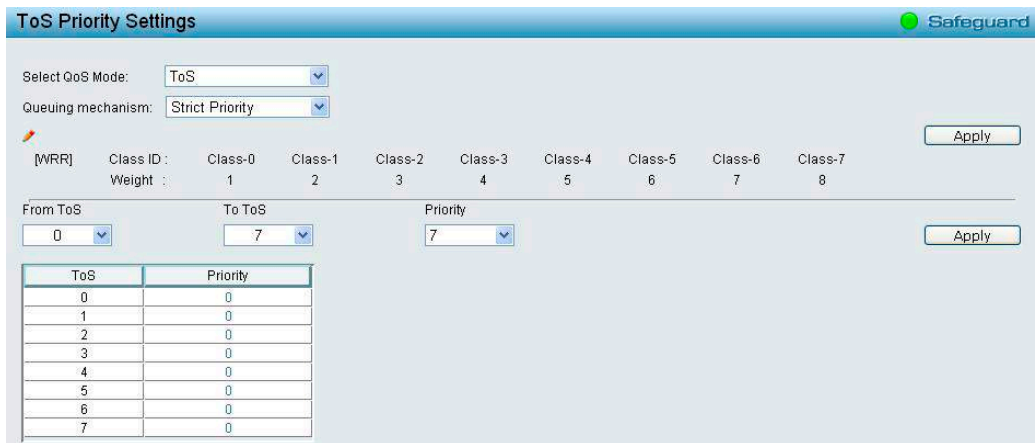 ToS Priority Settings
Safeguard
Select QoS Mode: ToS
Queuing mechanism: Strict Priority
Apply
[WRR] Class ID : Class-0 Class-1 Class-2 Class-3 Class-4 Class-5 Class-6 Class-7
Weight : 1 2 3 4 5 6 7 8
From ToS To ToS Priority
0 7 7 Apply
ToS Priority
0 0
1 0
2 0
3 0
4 0
5 0
6 0
7 0